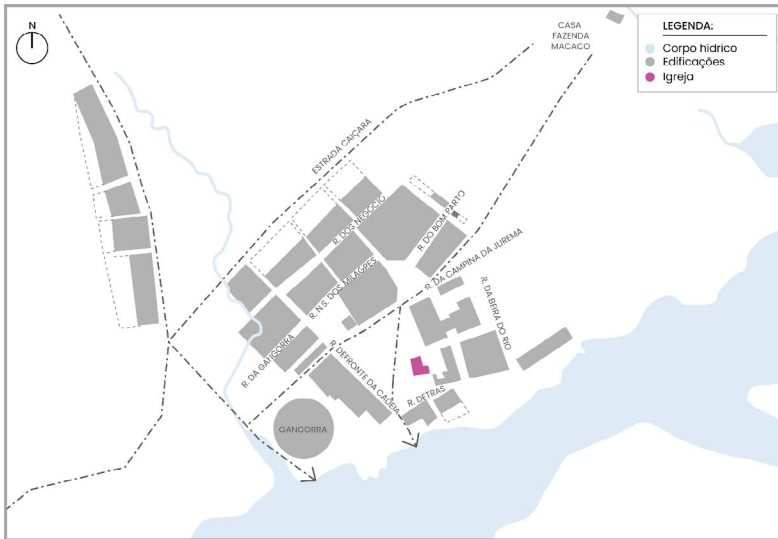 N
CASA
FAZENDA
MACACO
LEGENDA:
Corpo hídrico
Edificações
Igreja
ESTRADA CAIÇARA
R. DOS NEGÓCIO
R. DO BOM PARTO
R. N.S. DOS MILAGRES
R. DA CAMPINA DA JUREMA
R. DA BEIRA DO RIO
R. DA GANGORRA
R. DEFRONTE DA CADEIA
R. DETRAS
GANGORRA